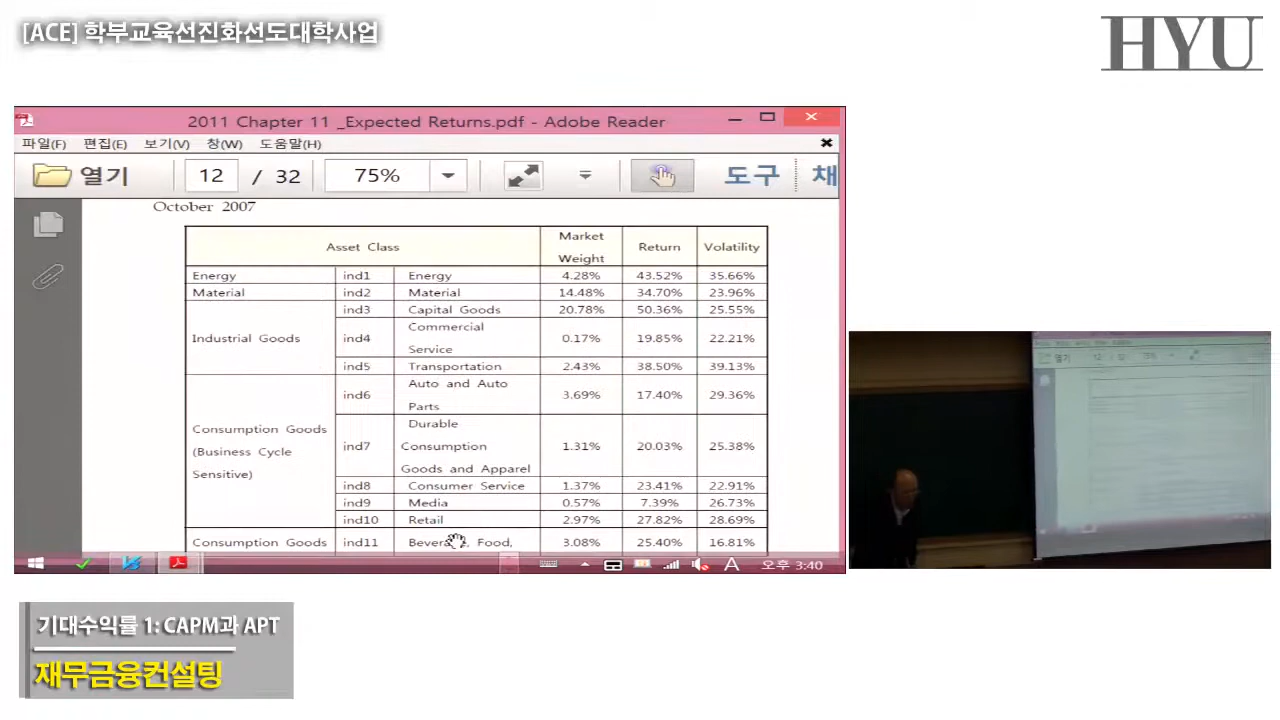 [ACE] 학부교육선진화선도대학사업
HYU
2011 Chapter 11 _Expected Returns.pdf - Adobe Reader
파일(F) 편집(E) 보기(V) 창(W) 도움말(H)
열기 12 / 32 75% 도구 채
October 2007
Asset Class Market Weight Return Volatility
Energy ind1 Energy 4.28% 43.52% 35.66%
Material ind2 Material 14.48% 34.70% 23.96%
Industrial Goods ind3 Capital Goods 20.78% 50.36% 25.55%
ind4 Commercial Service 0.17% 19.85% 22.21%
ind5 Transportation 2.43% 38.50% 39.13%
Consumption Goods (Business Cycle Sensitive) ind6 Auto and Auto Parts 3.69% 17.40% 29.36%
ind7 Durable Consumption Goods and Apparel 1.31% 20.03% 25.38%
ind8 Consumer Service 1.37% 23.41% 22.91%
ind9 Media 0.57% 7.39% 26.73%
ind10 Retail 2.97% 27.82% 28.69%
Consumption Goods ind11 Food, 3.08% 25.40% 16.81%
A 오후 3:40
기대수익률 1: CAPM과 APT
재무금융컨설팅